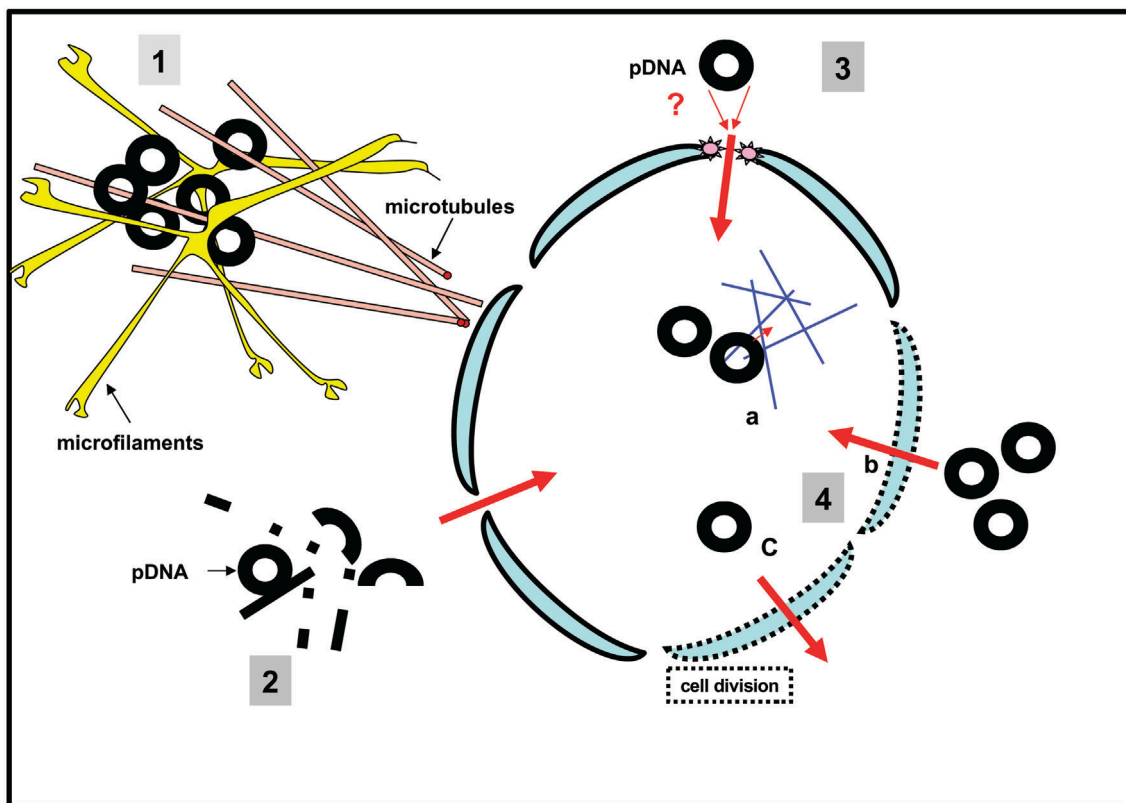 1
pDNA
3
?
microtubules
microfilaments
a
b
4
C
pDNA
2
cell division